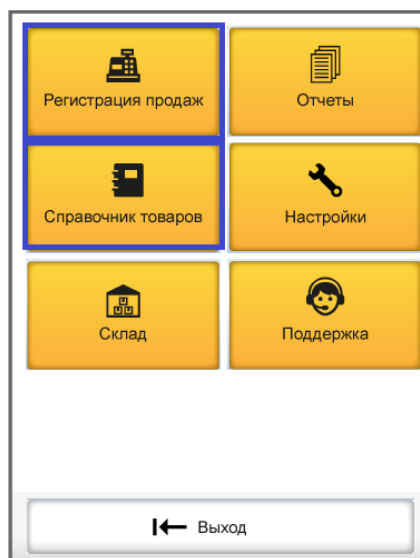 Регистрация продаж
Отчеты
Справочник товаров
Настройки
Склад
Поддержка
Выход